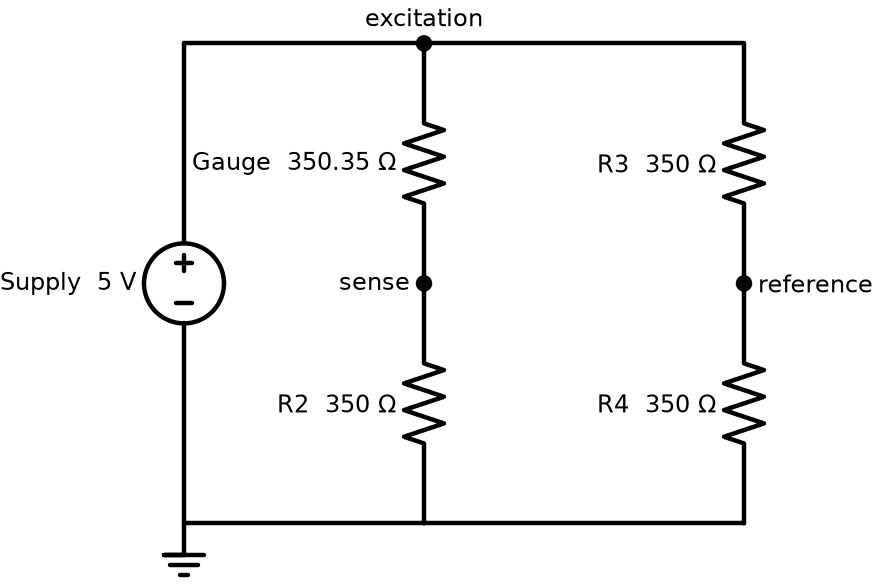 excitation
Gauge  350.35 Ω
R3  350 Ω
Supply  5 V
+
−
sense
reference
R2  350 Ω
R4  350 Ω